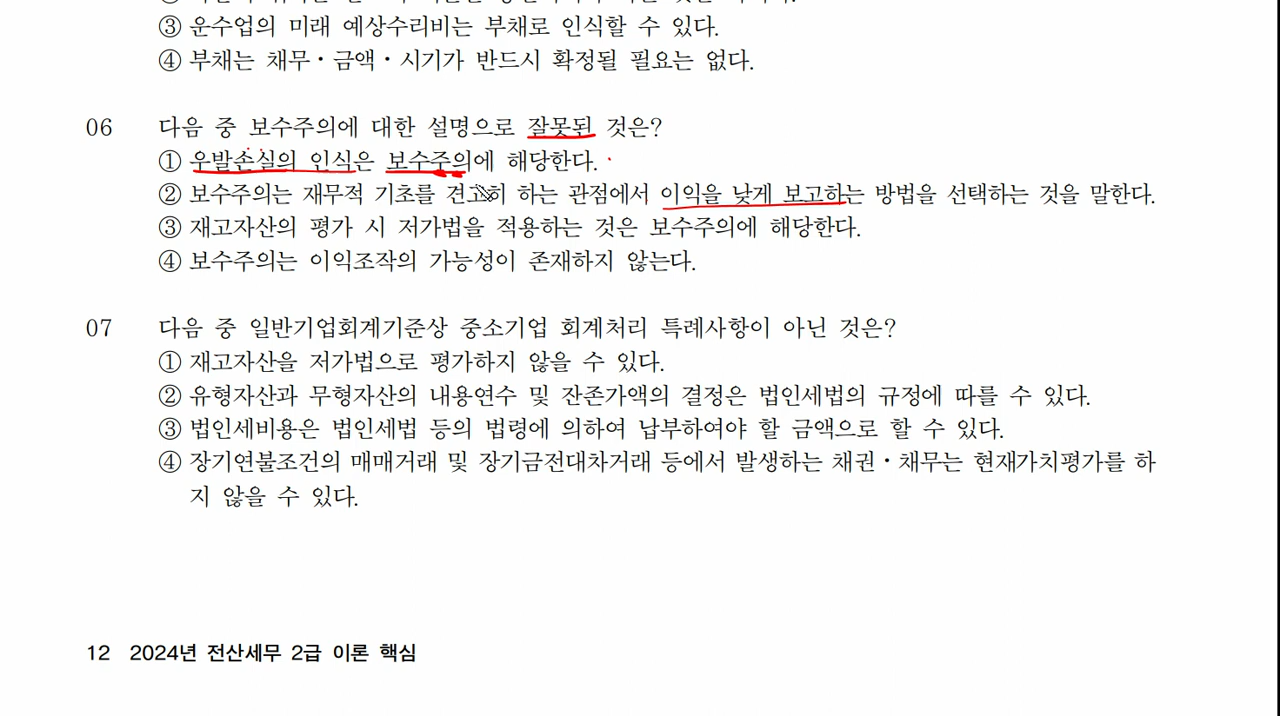 ③ 운수업의 미래 예상수리비는 부채로 인식할 수 있다.
④ 부채는 채무·금액·시기가 반드시 확정될 필요는 없다.
06 다음 중 보수주의에 대한 설명으로 잘못된 것은?
① 우발손실의 인식은 보수주의에 해당한다.
② 보수주의는 재무적 기초를 견고히 하는 관점에서 이익을 낮게 보고하는 방법을 선택하는 것을 말한다.
③ 재고자산의 평가 시 저가법을 적용하는 것은 보수주의에 해당한다.
④ 보수주의는 이익조작의 가능성이 존재하지 않는다.
07 다음 중 일반기업회계기준상 중소기업 회계처리 특례사항이 아닌 것은?
① 재고자산을 저가법으로 평가하지 않을 수 있다.
② 유형자산과 무형자산의 내용연수 및 잔존가액의 결정은 법인세법의 규정에 따를 수 있다.
③ 법인세비용은 법인세법 등의 법령에 의하여 납부하여야 할 금액으로 할 수 있다.
④ 장기연불조건의 매매거래 및 장기금전대차거래 등에서 발생하는 채권·채무는 현재가치평가를 하
지 않을 수 있다.
12 2024년 전산세무 2급 이론 핵심